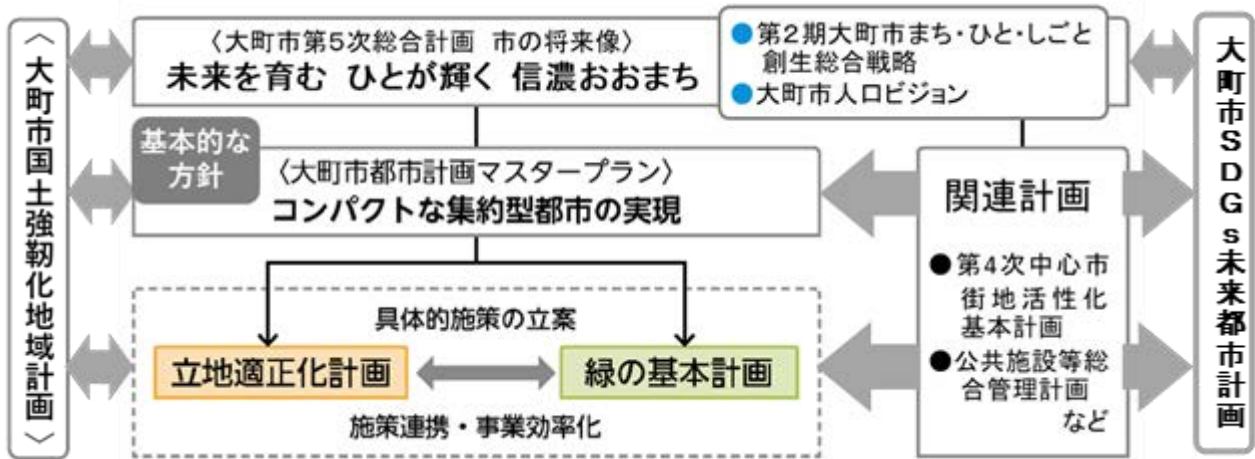 〈大町市国土強靭化地域計画〉
〈大町市第5次総合計画 市の将来像〉
未来を育む ひとが輝く 信濃おおまち
●第2期大町市まち・ひと・しごと
創生総合戦略
●大町市人口ビジョン
基本的な
方針
〈大町市都市計画マスタープラン〉
コンパクトな集約型都市の実現
具体的施策の立案
立地適正化計画
緑の基本計画
施策連携・事業効率化
関連計画
●第4次中心市
街地活性化
基本計画
●公共施設等総
合管理計画
など
大町市SDGs未来都市計画